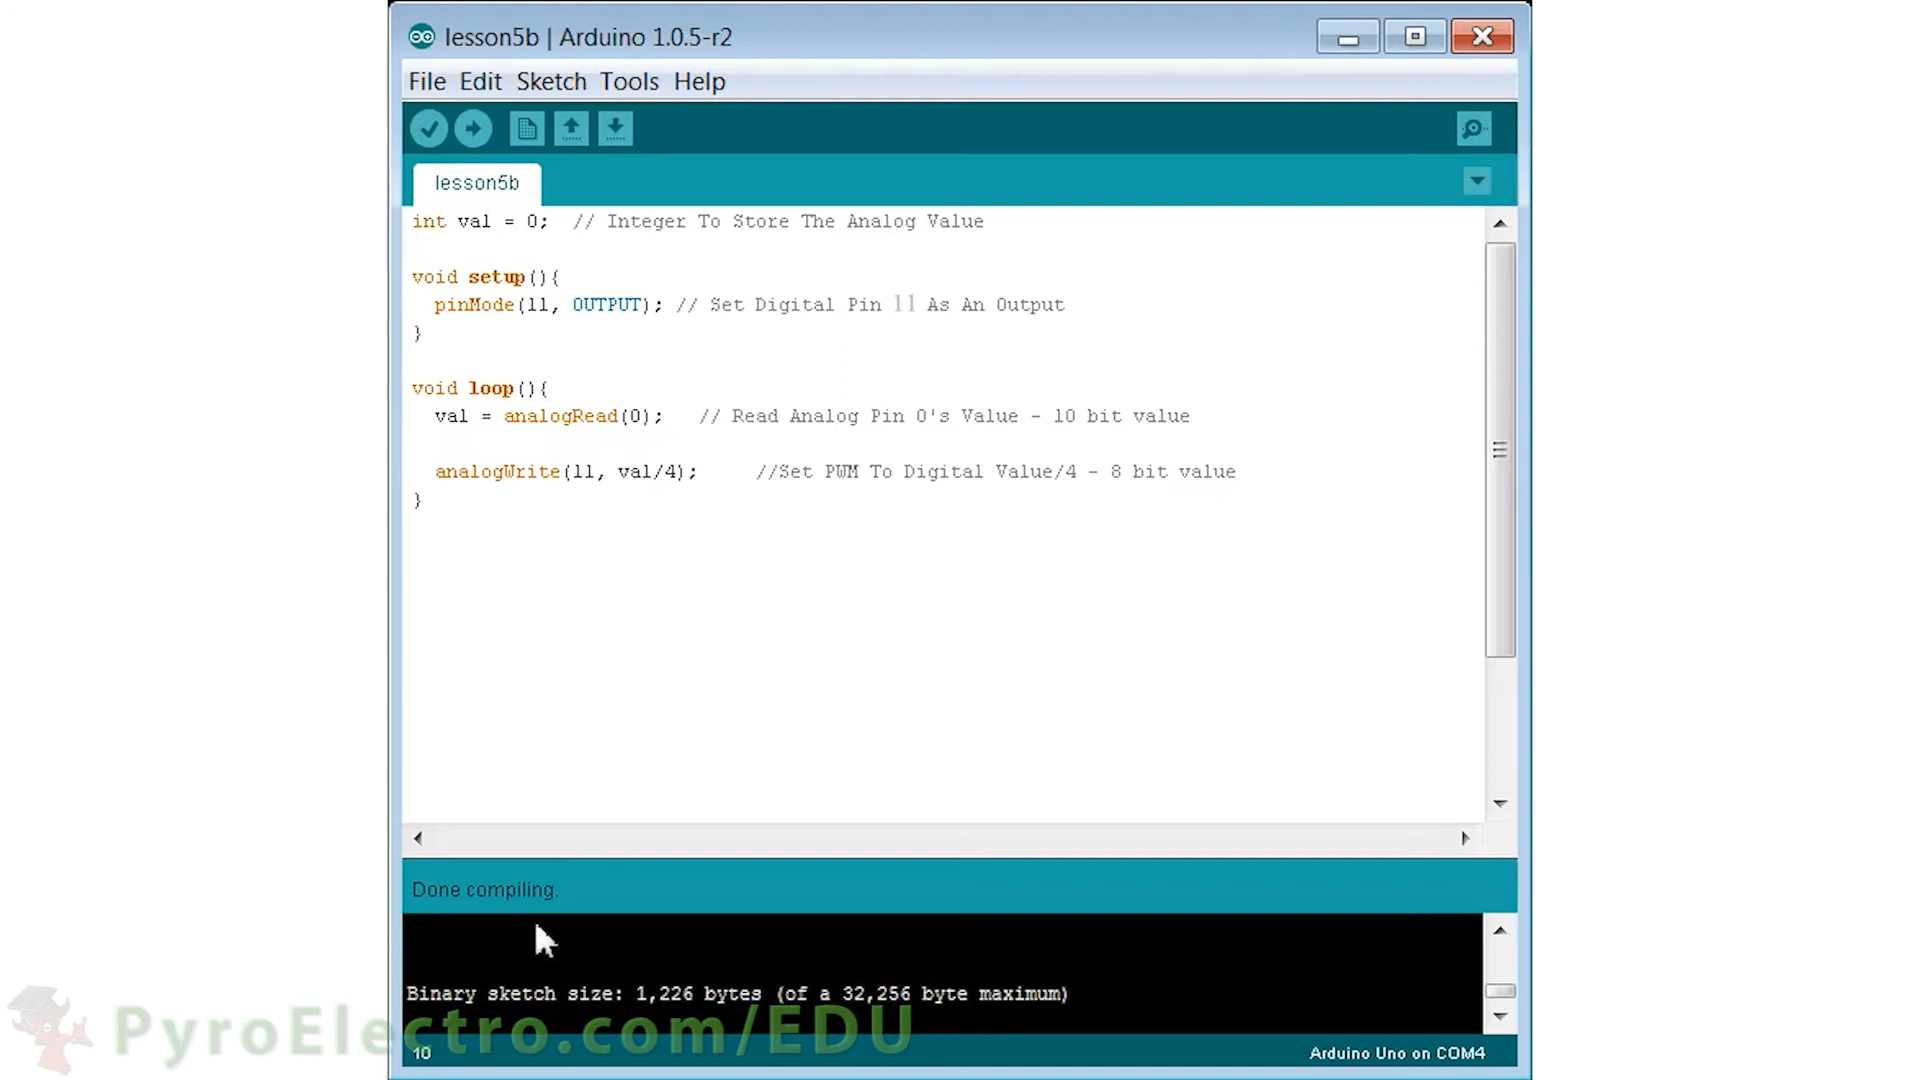 lesson5b | Arduino 1.0.5-r2
File Edit Sketch Tools Help
lesson5b
int val = 0;  // Integer To Store The Analog Value
void setup(){
pinMode(11, OUTPUT); // Set Digital Pin 11 As An Output
}
void loop(){
val = analogRead(0);   // Read Analog Pin 0's Value - 10 bit value
analogWrite(11, val/4);     //Set PWM To Digital Value/4 - 8 bit value
}
Done compiling.
Binary sketch size: 1,226 bytes (of a 32,256 byte maximum)
PyroElectro.com/EDU
10
Arduino Uno on COM4